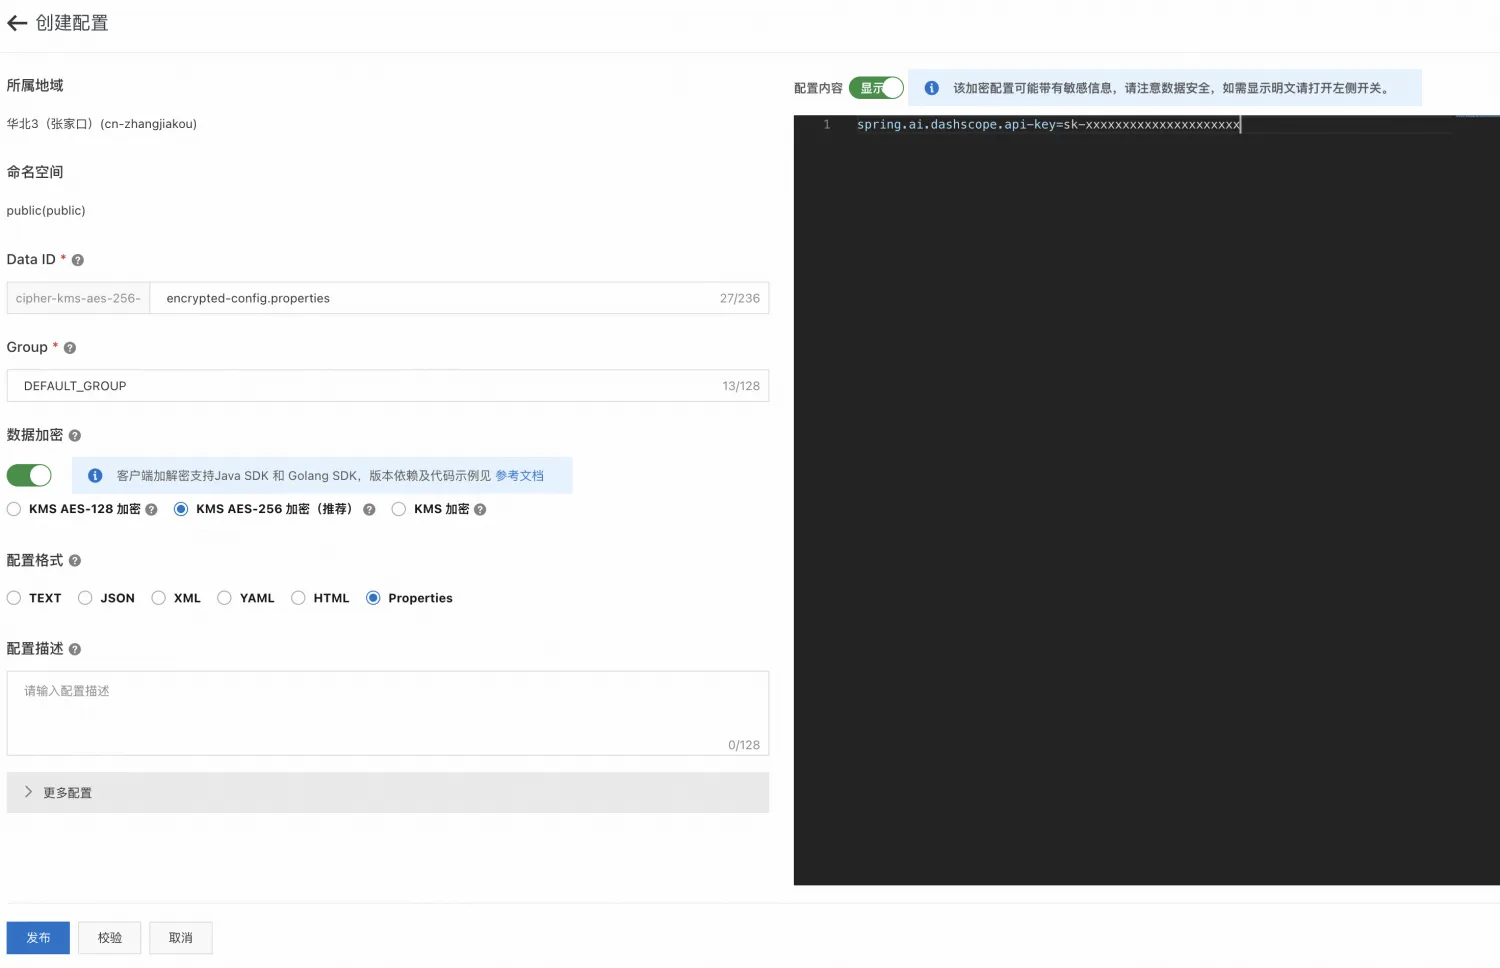 创建配置
所属地域
华北3（张家口）(cn-zhangjiakou)
命名空间
public(public)
Data ID *
cipher-kms-aes-256- encrypted-config.properties 27/236
Group *
DEFAULT_GROUP 13/128
数据加密
客户端加解密支持Java SDK 和 Golang SDK，版本依赖及代码示例见 参考文档
KMS AES-128 加密 KMS AES-256 加密（推荐） KMS 加密
配置格式
TEXT JSON XML YAML HTML Properties
配置描述
请输入配置描述
0/128
更多配置
发布 校验 取消
配置内容 显示 该加密配置可能带有敏感信息，请注意数据安全，如需显示明文请打开左侧开关。
1 spring.ai.dashscope.api-key=sk-xxxxxxxxxxxxxxxxxxxxx